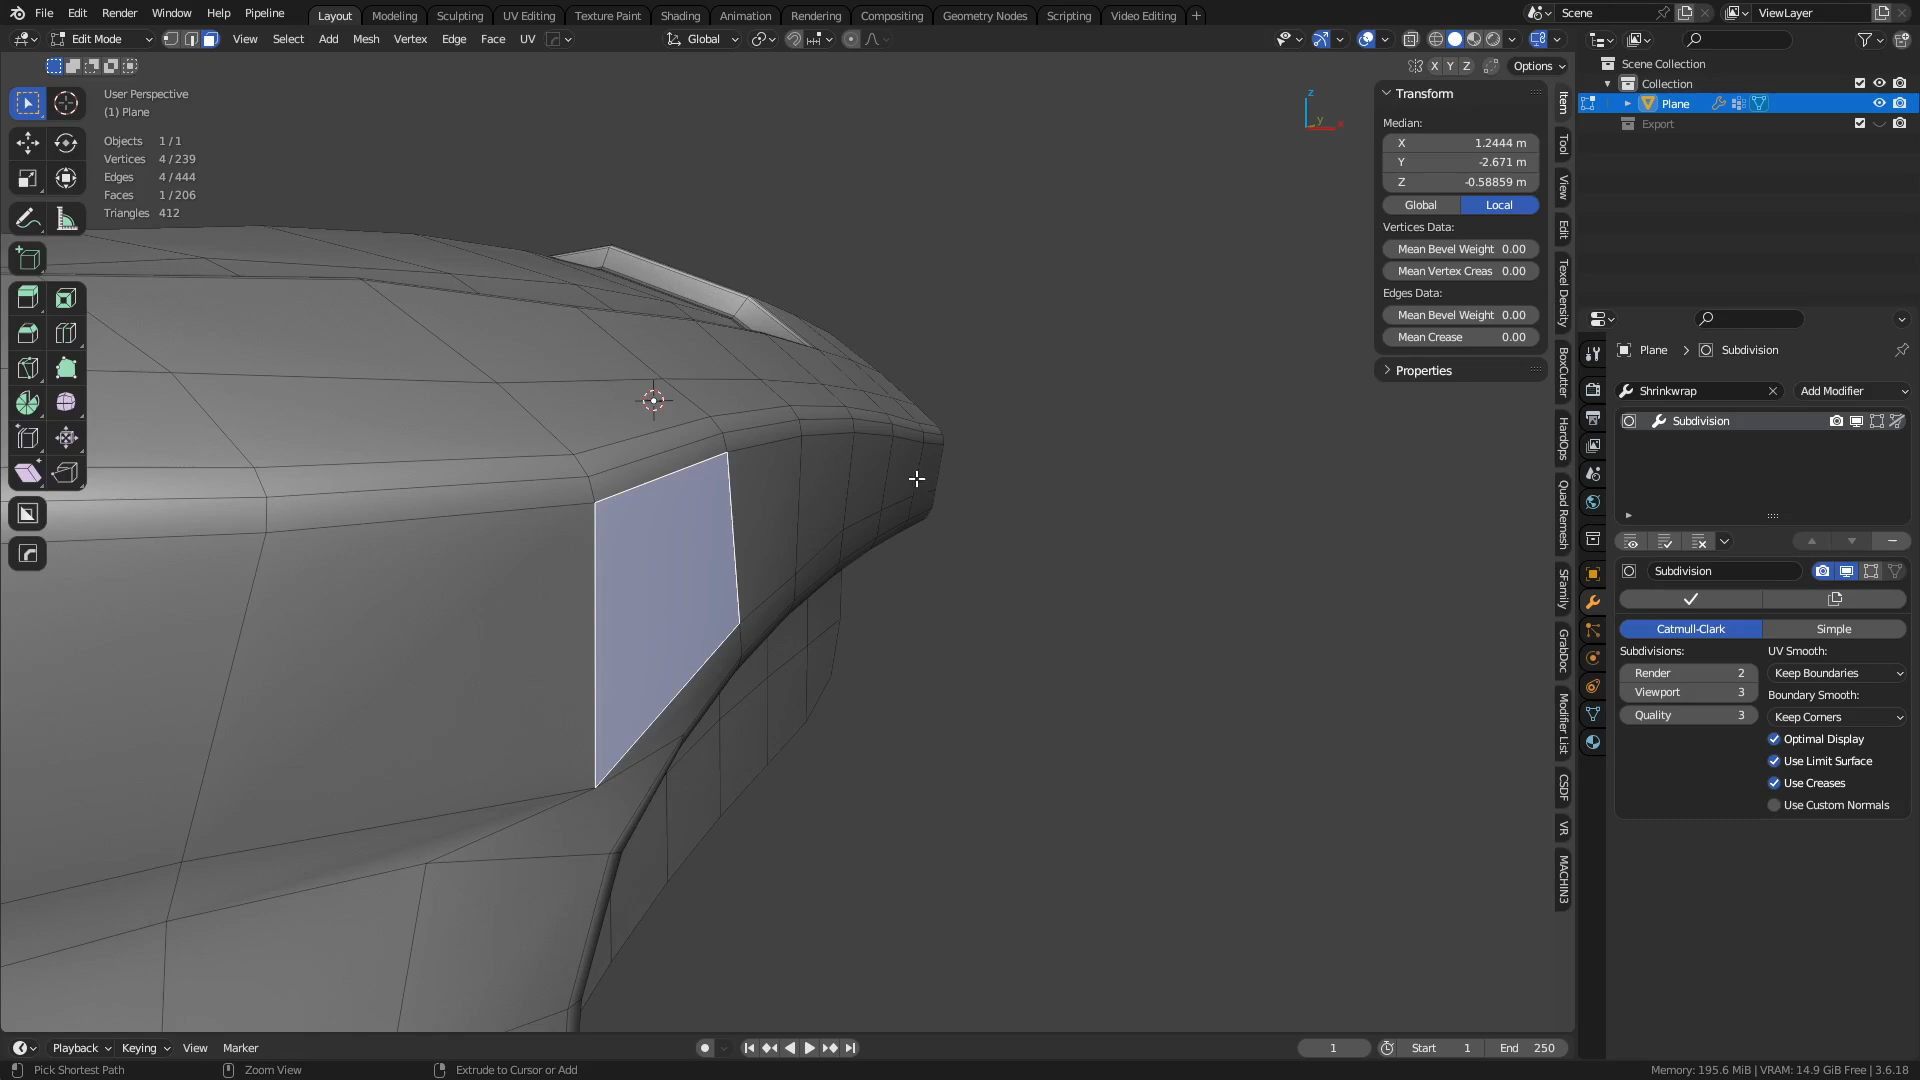 File Edit Render Window Help Pipeline Layout Modeling Sculpting UV Editing Texture Paint Shading Animation Rendering Compositing Geometry Nodes Scripting Video Editing + Scene ViewLayer
Edit Mode View Select Add Mesh Vertex Edge Face UV Global
X Y Z Options
User Perspective
(1) Plane
Objects 1 / 1
Vertices 4 / 239
Edges 4 / 444
Faces 1 / 206
Triangles 412
z
y
x
Transform
Median:
X 1.2444 m
Y -2.671 m
Z -0.58859 m
Global Local
Vertices Data:
Mean Bevel Weight 0.00
Mean Vertex Creas 0.00
Edges Data:
Mean Bevel Weight 0.00
Mean Crease 0.00
Properties
Item
Tool
View
Edit
Texel Density
BoxCutter
HardOps
Quad Remesh
SFamily
GrabDoc
Modifier List
CSDF
VR
MACHIN3
Scene Collection
Collection
Plane
Export
Plane Subdivision
Shrinkwrap Add Modifier
Subdivision
Subdivision
Catmull-Clark Simple
Subdivisions: UV Smooth:
Render 2 Keep Boundaries
Viewport 3 Boundary Smooth:
Quality 3 Keep Corners
Optimal Display
Use Limit Surface
Use Creases
Use Custom Normals
Playback Keying View Marker 1 Start 1 End 250
Pick Shortest Path Zoom View Extrude to Cursor or Add Memory: 195.6 MiB | VRAM: 14.9 GiB Free | 3.6.18